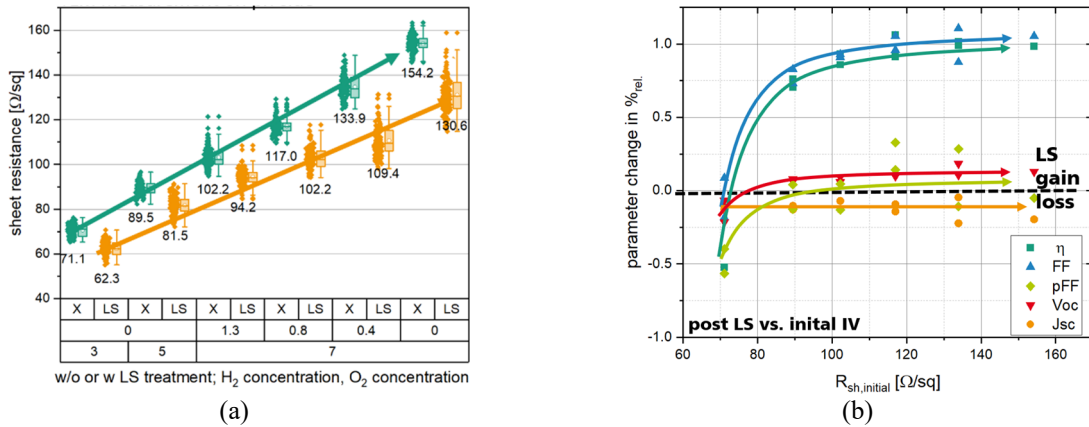 sheet resistance [Ω/sq]
160
140
120
100
80
60
40
71.1
62.3
89.5
81.5
102.2
94.2
117.0
102.2
133.9
109.4
154.2
130.6
X LS X LS X LS X LS X LS X LS
0 1.3 0.8 0.4 0
3 5 7
w/o or w LS treatment; H₂ concentration, O₂ concentration
(a)
parameter change in %rel.
1.0
0.5
0.0
-0.5
-1.0
LS
gain
loss
η
FF
pFF
Voc
Jsc
post LS vs. inital IV
60 80 100 120 140 160
Rsh,initial [Ω/sq]
(b)